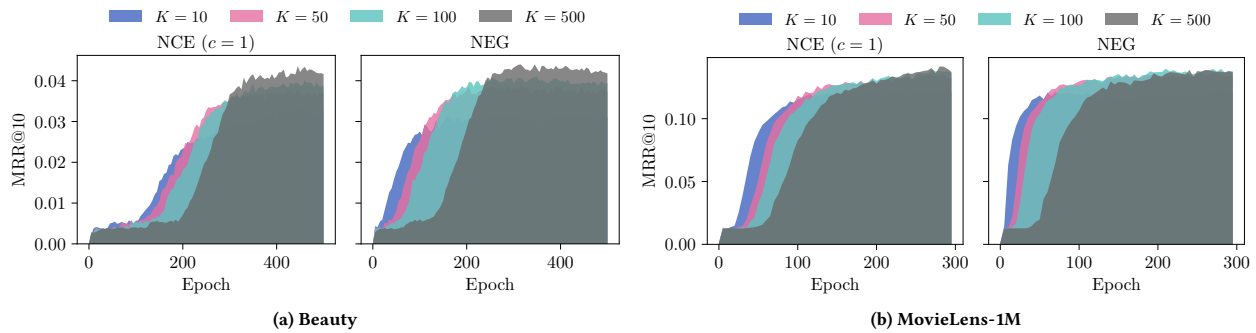 K = 10 K = 50 K = 100 K = 500
NCE (c = 1) NEG
MRR@10
0.04
0.03
0.02
0.01
0.00
0 200 400 0 200 400
Epoch Epoch
(a) Beauty
K = 10 K = 50 K = 100 K = 500
NCE (c = 1) NEG
MRR@10
0.10
0.05
0.00
0 100 200 300 0 100 200 300
Epoch Epoch
(b) MovieLens-1M